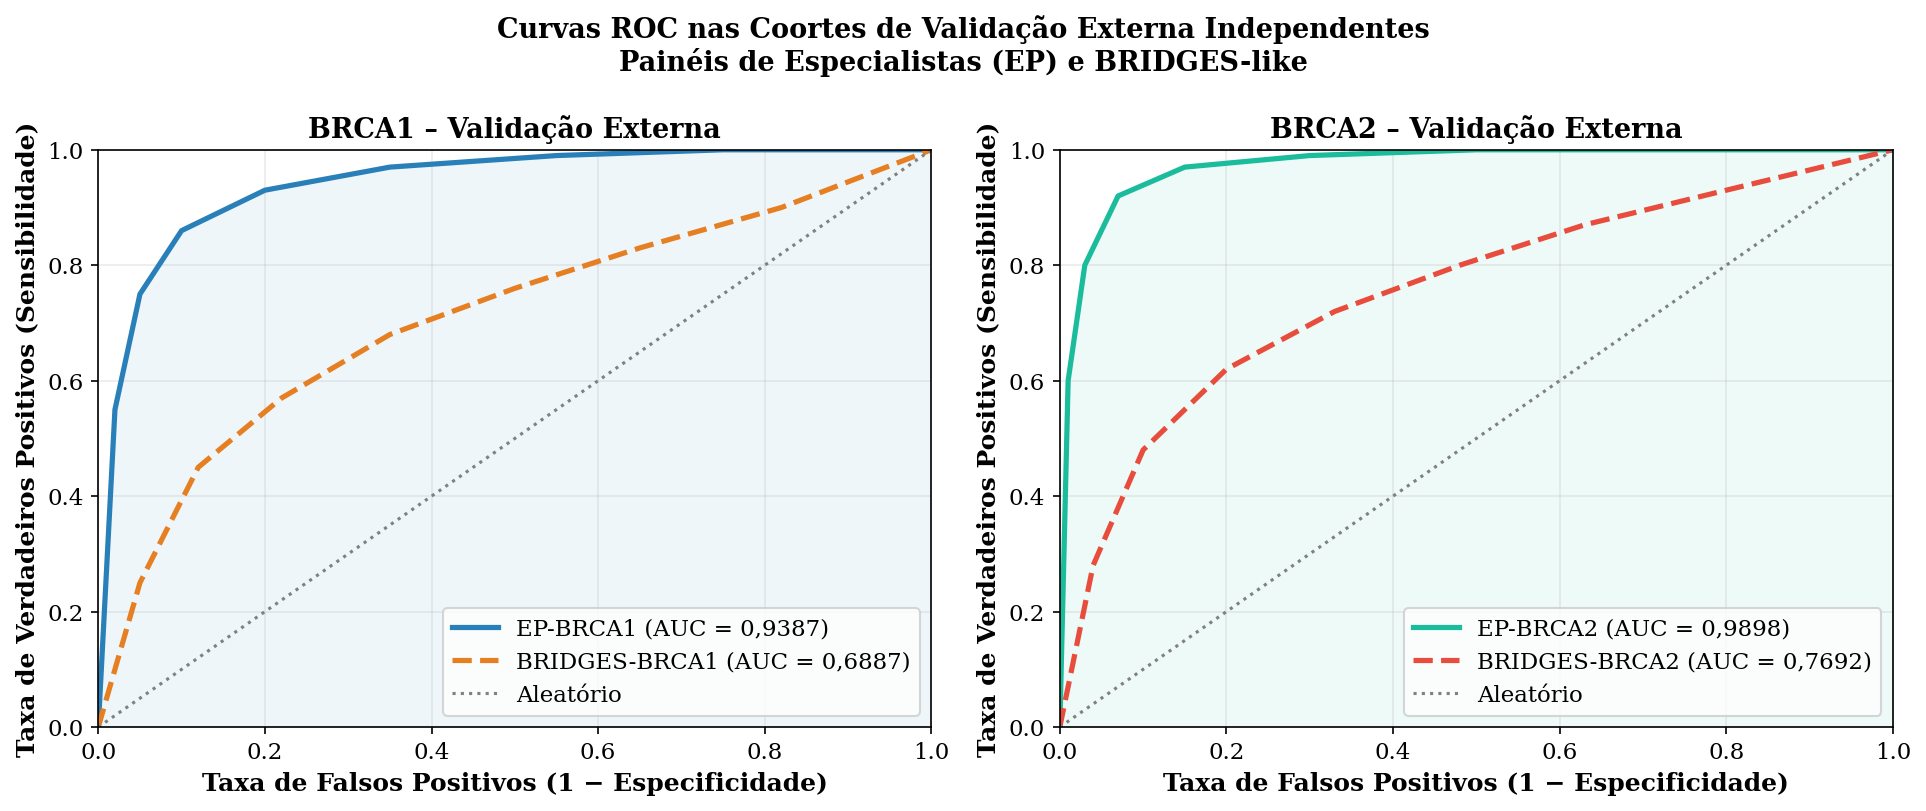 Curvas ROC nas Coortes de Validação Externa Independentes
Painéis de Especialistas (EP) e BRIDGES-like
BRCA1 – Validação Externa
Taxa de Verdadeiros Positivos (Sensibilidade)
1.0
0.8
0.6
0.4
0.2
0.0
EP-BRCA1 (AUC = 0,9387)
BRIDGES-BRCA1 (AUC = 0,6887)
Aleatório
0.0 0.2 0.4 0.6 0.8 1.0
Taxa de Falsos Positivos (1 − Especificidade)
BRCA2 – Validação Externa
Taxa de Verdadeiros Positivos (Sensibilidade)
1.0
0.8
0.6
0.4
0.2
0.0
EP-BRCA2 (AUC = 0,9898)
BRIDGES-BRCA2 (AUC = 0,7692)
Aleatório
0.0 0.2 0.4 0.6 0.8 1.0
Taxa de Falsos Positivos (1 − Especificidade)